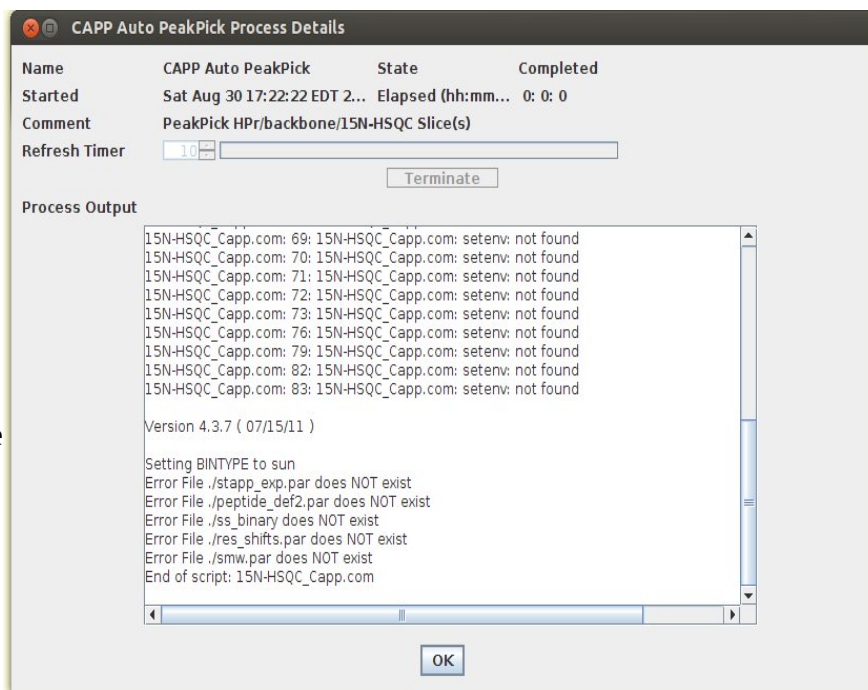 CAPP Auto PeakPick Process Details
Name CAPP Auto PeakPick State Completed
Started Sat Aug 30 17:22:22 EDT 2... Elapsed (hh:mm... 0: 0: 0
Comment PeakPick HPr/backbone/15N-HSQC Slice(s)
Refresh Timer 10
Terminate
Process Output
15N-HSQC_Capp.com: 69: 15N-HSQC_Capp.com: setenv: not found
15N-HSQC_Capp.com: 70: 15N-HSQC_Capp.com: setenv: not found
15N-HSQC_Capp.com: 71: 15N-HSQC_Capp.com: setenv: not found
15N-HSQC_Capp.com: 72: 15N-HSQC_Capp.com: setenv: not found
15N-HSQC_Capp.com: 73: 15N-HSQC_Capp.com: setenv: not found
15N-HSQC_Capp.com: 76: 15N-HSQC_Capp.com: setenv: not found
15N-HSQC_Capp.com: 79: 15N-HSQC_Capp.com: setenv: not found
15N-HSQC_Capp.com: 82: 15N-HSQC_Capp.com: setenv: not found
15N-HSQC_Capp.com: 83: 15N-HSQC_Capp.com: setenv: not found
Version 4.3.7 ( 07/15/11 )
Setting BINTYPE to sun
Error File ./stapp_exp.par does NOT exist
Error File ./peptide_def2.par does NOT exist
Error File ./ss_binary does NOT exist
Error File ./res_shifts.par does NOT exist
Error File ./smw.par does NOT exist
End of script: 15N-HSQC_Capp.com
OK